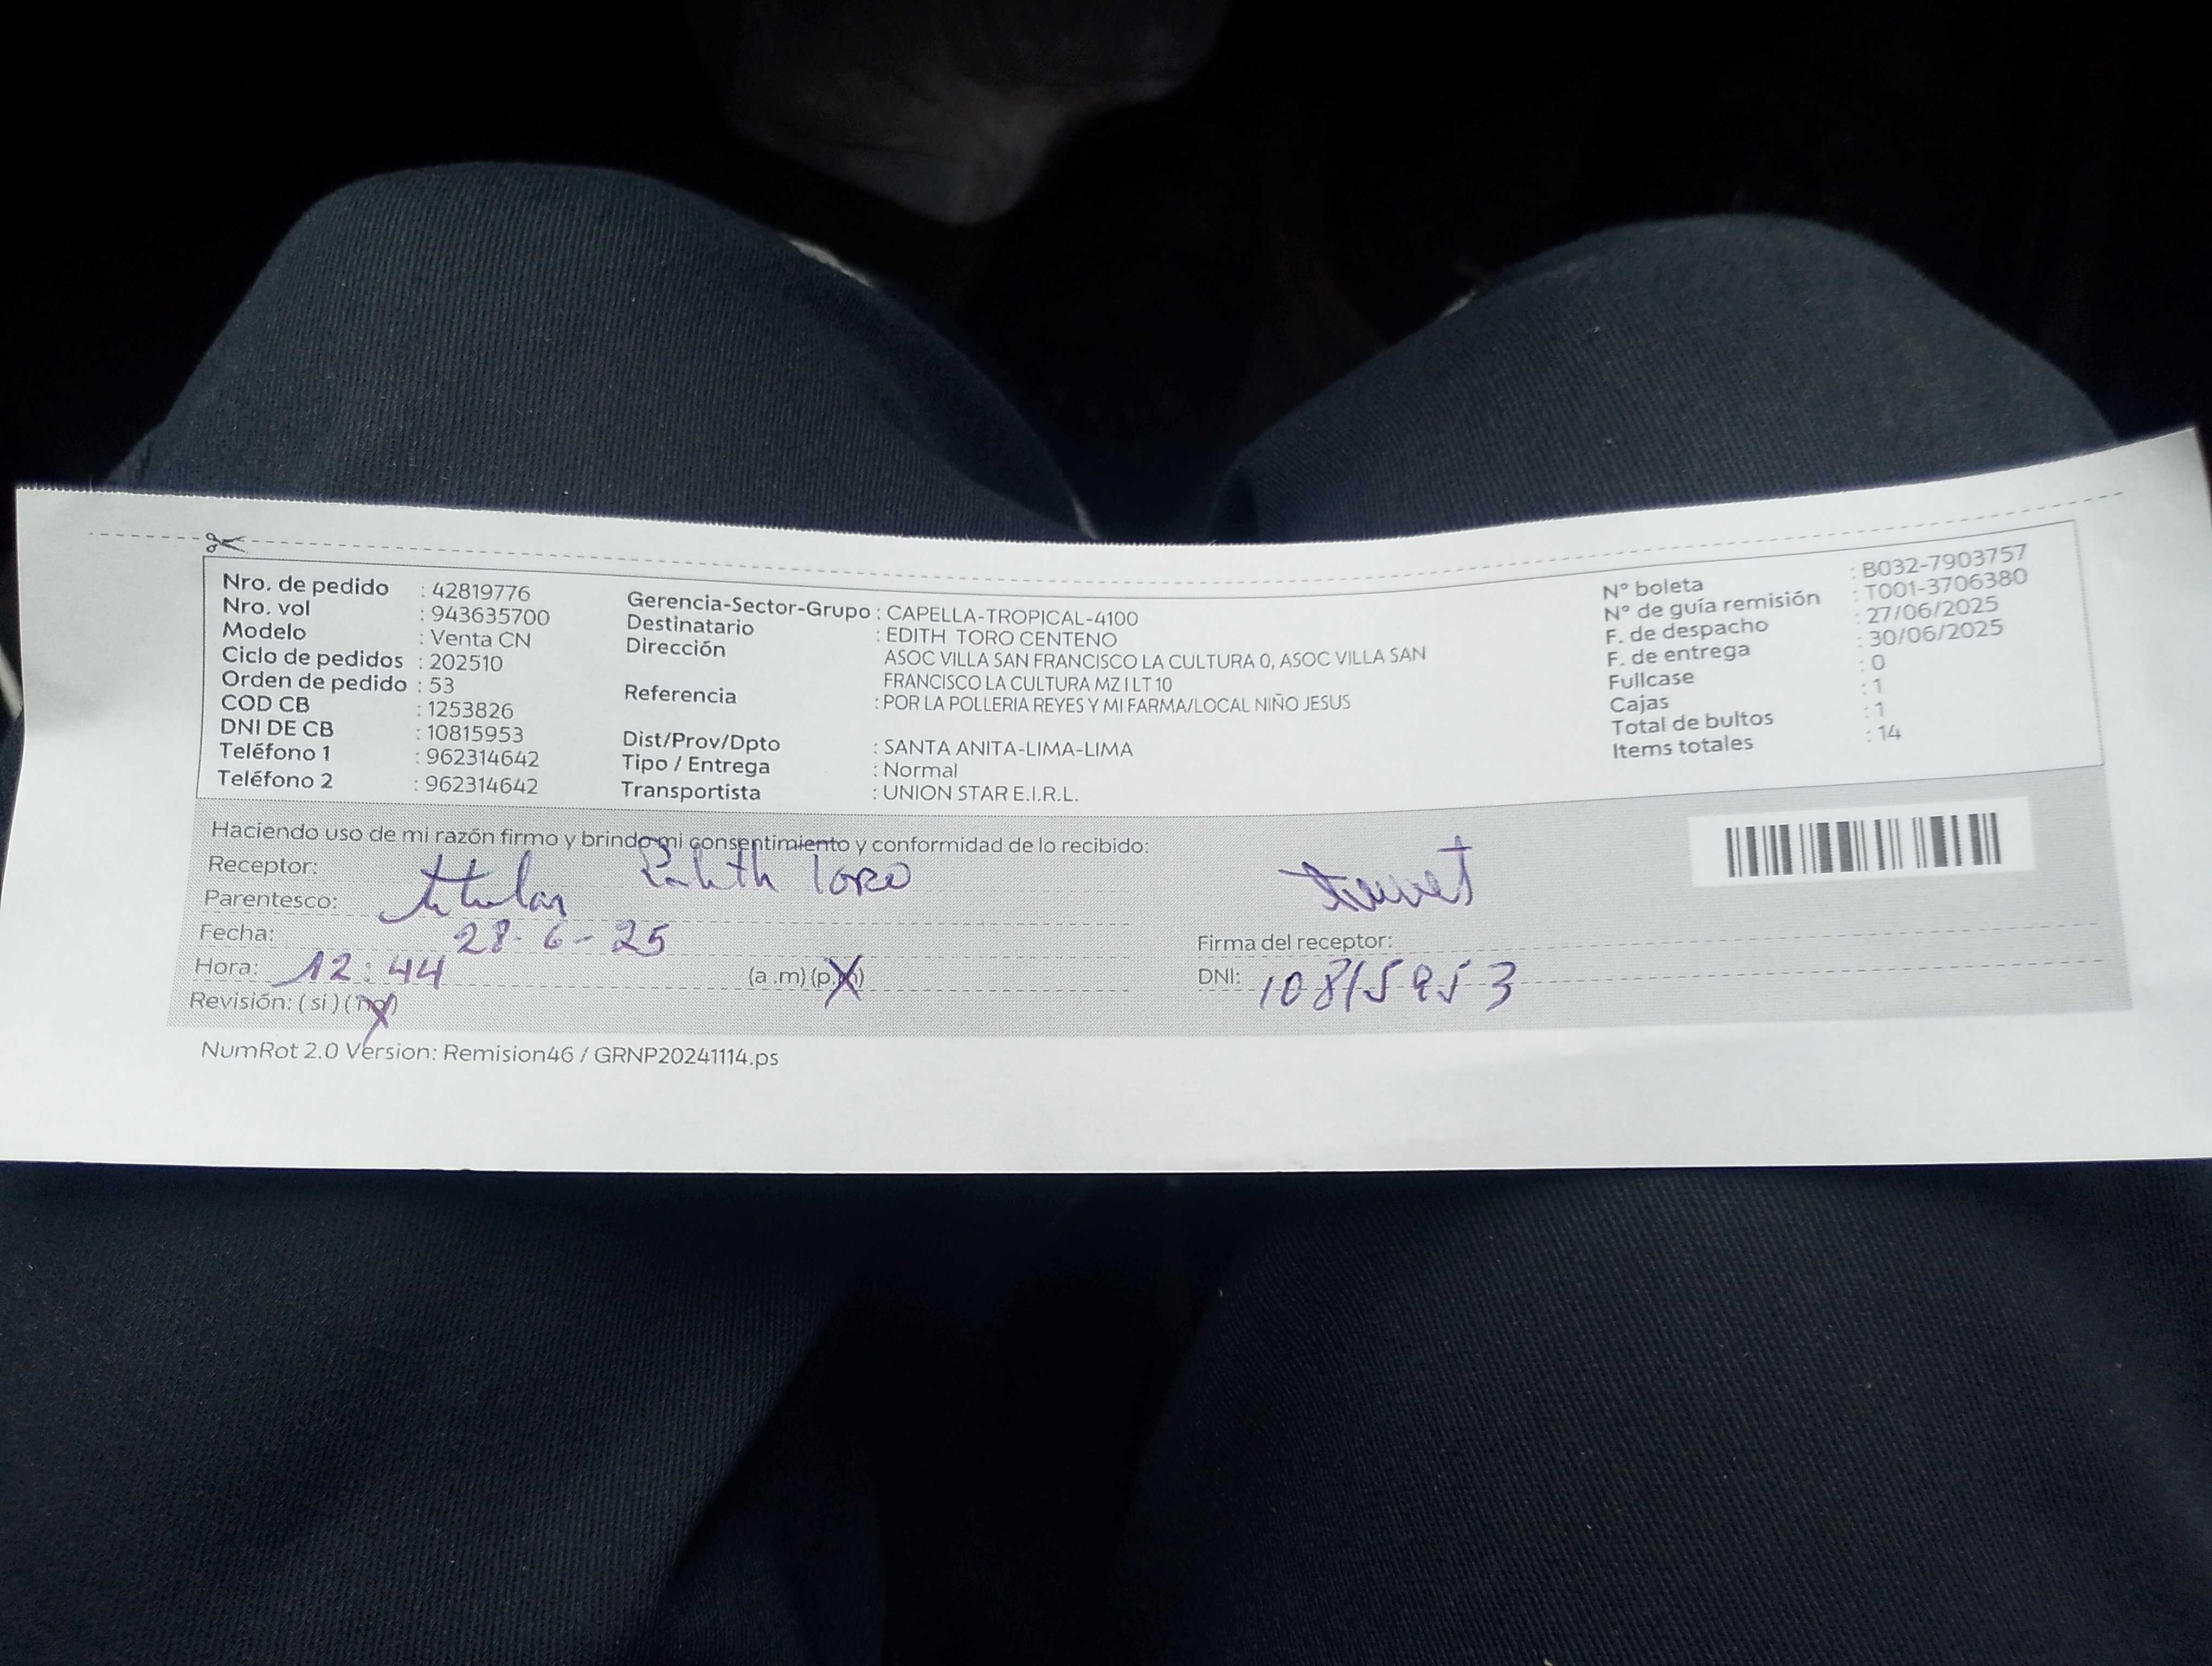 Nro. de pedido : 42819776
Nro. vol : 943635700
Modelo : Venta CN
Ciclo de pedidos : 202510
Orden de pedido : 53
COD CB : 1253826
DNI DE CB : 10815953
Teléfono 1 : 962314642
Teléfono 2 : 962314642
Gerencia-Sector-Grupo : CAPELLA-TROPICAL-4100
Destinatario : EDITH TORO CENTENO
Dirección ASOC VILLA SAN FRANCISCO LA CULTURA 0, ASOC VILLA SAN
FRANCISCO LA CULTURA MZ I LT 10
Referencia : POR LA POLLERIA REYES Y MI FARMA/LOCAL NIÑO JESUS
Dist/Prov/Dpto : SANTA ANITA-LIMA-LIMA
Tipo / Entrega : Normal
Transportista : UNION STAR E.I.R.L.
N° boleta : B032-7903757
N° de guía remisión : T001-3706380
F. de despacho : 27/06/2025
F. de entrega : 30/06/2025
Fullcase : 0
Cajas : 1
Total de bultos : 1
Items totales : 14
Haciendo uso de mi razón firmo y brindo mi consentimiento y conformidad de lo recibido:
Receptor: Edith Toro
Parentesco: titular
Fecha: 28-6-25
Hora: 12:44 (a.m) (p.m)
Revisión: (si) (no)
Firma del receptor:
DNI: 10815953
NumRot 2.0 Version: Remision46 / GRNP20241114.ps